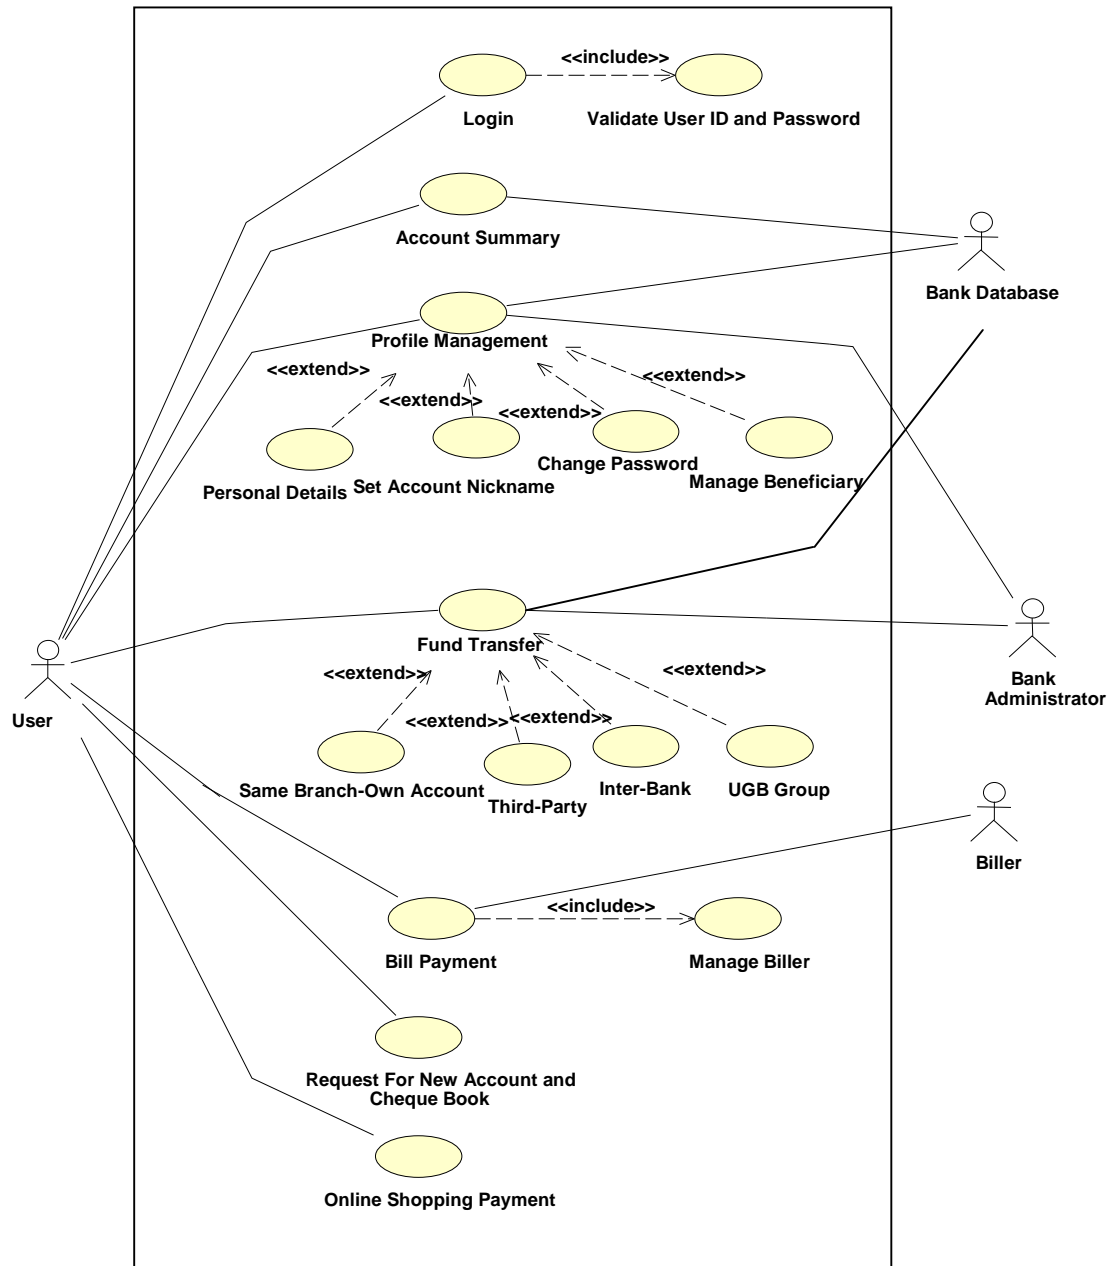 <<include>>
Login
Validate User ID and Password
Account Summary
Bank Database
Profile Management
<<extend>>
<<extend>>
<<extend>>
<<extend>>
Personal Details
Set Account Nickname
Change Password
Manage Beneficiary
Fund Transfer
<<extend>>
<<extend>>
<<extend>>
<<extend>>
User
Bank
Administrator
Same Branch-Own Account
Third-Party
Inter-Bank
UGB Group
Biller
<<include>>
Bill Payment
Manage Biller
Request For New Account and
Cheque Book
Online Shopping Payment